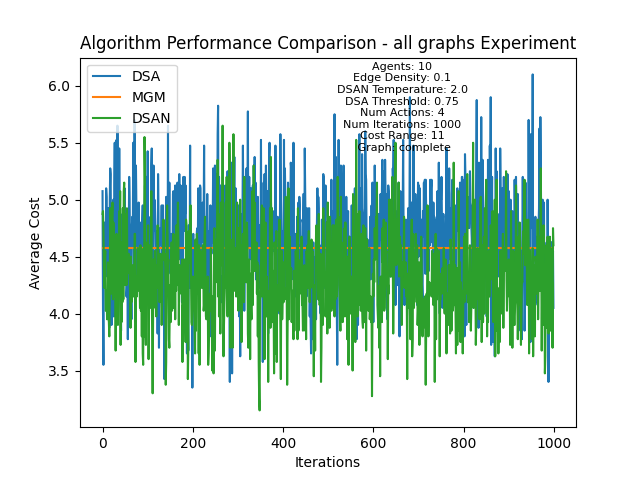 Algorithm Performance Comparison - all graphs Experiment
DSA
MGM
DSAN
Agents: 10
Edge Density: 0.1
DSAN Temperature: 2.0
DSA Threshold: 0.75
Num Actions: 4
Num Iterations: 1000
Cost Range: 11
Graph: complete
6.0
5.5
5.0
4.5
4.0
3.5
Average Cost
0 200 400 600 800 1000
Iterations